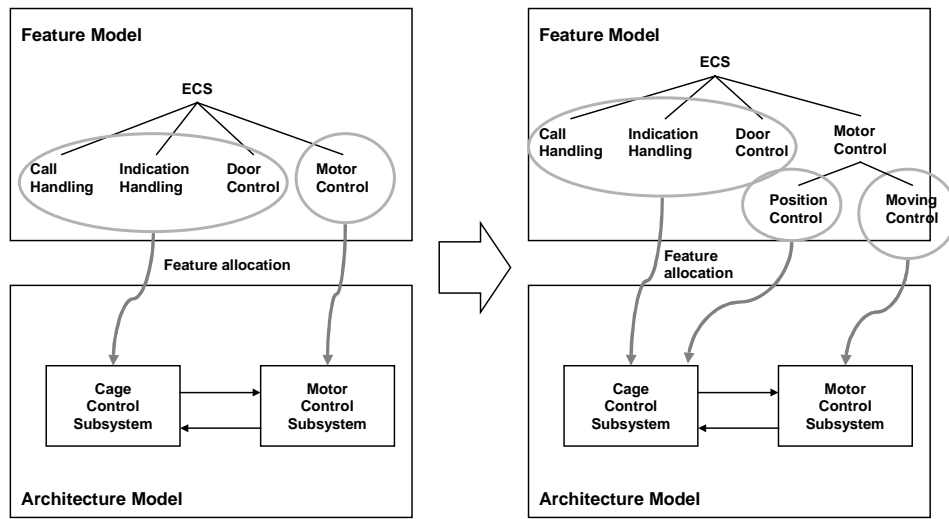 Feature Model
ECS
Call
Handling
Indication
Handling
Door
Control
Motor
Control
Feature allocation
Cage
Control
Subsystem
Motor
Control
Subsystem
Architecture Model
Feature Model
ECS
Call
Handling
Indication
Handling
Door
Control
Motor
Control
Position
Control
Moving
Control
Feature
allocation
Cage
Control
Subsystem
Motor
Control
Subsystem
Architecture Model